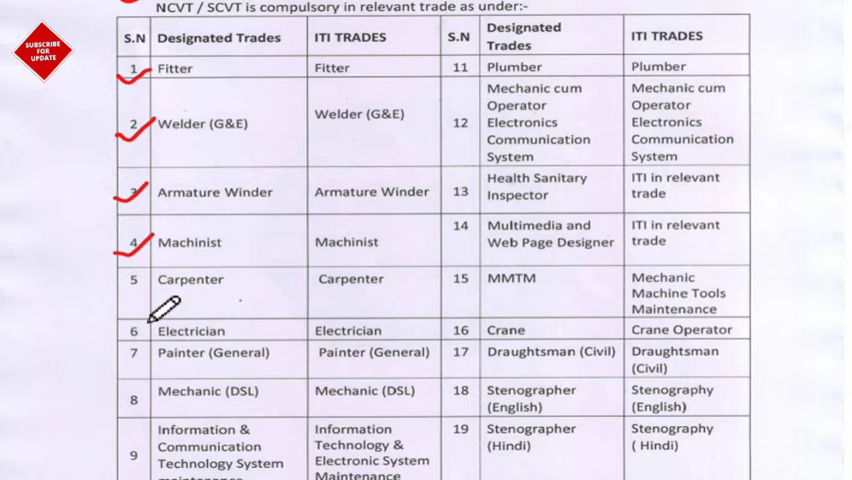 NCVT / SCVT is compulsory in relevant trade as under:-
SUBSCRIBE
FOR
UPDATE
S.N Designated Trades ITI TRADES S.N Designated Trades ITI TRADES
1 Fitter Fitter 11 Plumber Plumber
2 Welder (G&E) Welder (G&E) 12 Mechanic cum Operator Electronics Communication System Mechanic cum Operator Electronics Communication System
3 Armature Winder Armature Winder 13 Health Sanitary Inspector ITI in relevant trade
4 Machinist Machinist 14 Multimedia and Web Page Designer ITI in relevant trade
5 Carpenter Carpenter 15 MMTM Mechanic Machine Tools Maintenance
6 Electrician Electrician 16 Crane Crane Operator
7 Painter (General) Painter (General) 17 Draughtsman (Civil) Draughtsman (Civil)
8 Mechanic (DSL) Mechanic (DSL) 18 Stenographer (English) Stenography (English)
9 Information & Communication Technology System maintenance Information Technology & Electronic System Maintenance 19 Stenographer (Hindi) Stenography ( Hindi)